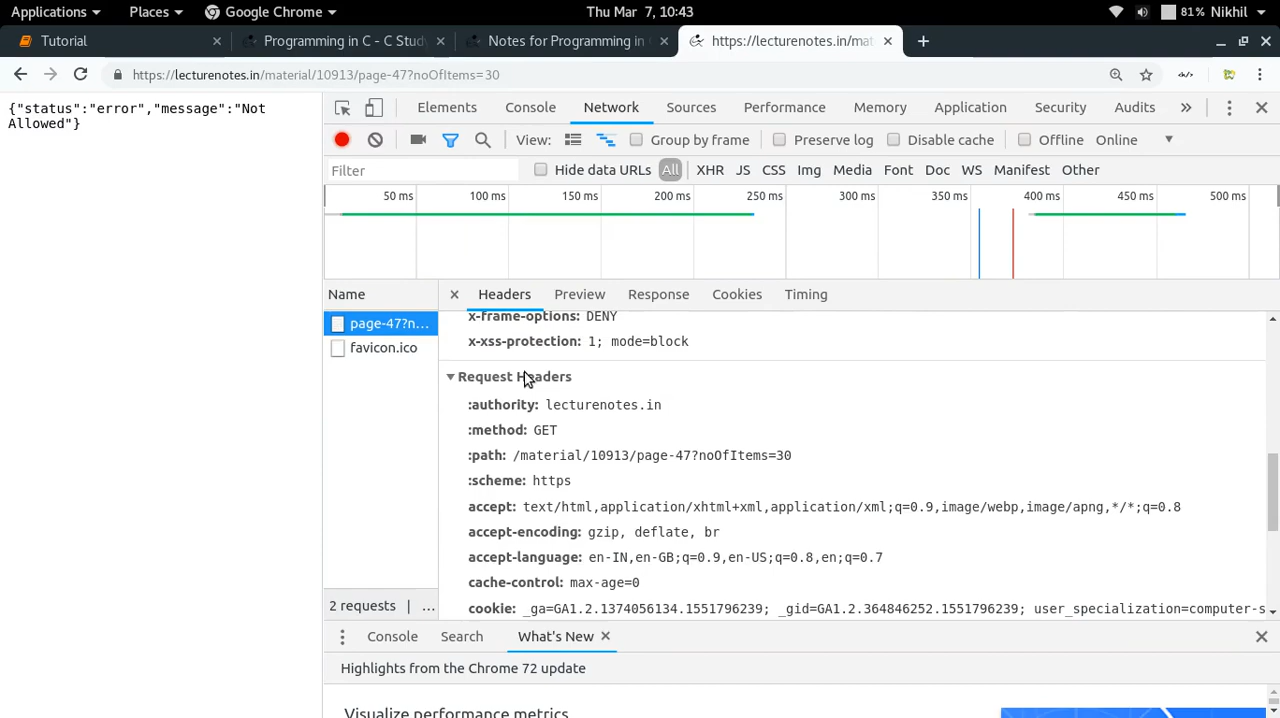 Applications Places Google Chrome Thu Mar 7, 10:43 81% Nikhil
Tutorial Programming in C - C Stud Notes for Programming in https://lecturenotes.in/mat
https://lecturenotes.in/material/10913/page-47?noOfItems=30
{"status":"error","message":"Not
Allowed"}
Elements Console Network Sources Performance Memory Application Security Audits
View: Group by frame Preserve log Disable cache Offline Online
Filter Hide data URLs All XHR JS CSS Img Media Font Doc WS Manifest Other
50 ms 100 ms 150 ms 200 ms 250 ms 300 ms 350 ms 400 ms 450 ms 500 ms
Name Headers Preview Response Cookies Timing
page-47?n...
favicon.ico
x-frame-options: DENY
x-xss-protection: 1; mode=block
Request Headers
:authority: lecturenotes.in
:method: GET
:path: /material/10913/page-47?noOfItems=30
:scheme: https
accept: text/html,application/xhtml+xml,application/xml;q=0.9,image/webp,image/apng,*/*;q=0.8
accept-encoding: gzip, deflate, br
accept-language: en-IN,en-GB;q=0.9,en-US;q=0.8,en;q=0.7
cache-control: max-age=0
cookie: _ga=GA1.2.1374056134.1551796239; _gid=GA1.2.364846252.1551796239; user_specialization=computer-s
2 requests | ...
Console Search What's New
Highlights from the Chrome 72 update
Visualize performance metrics